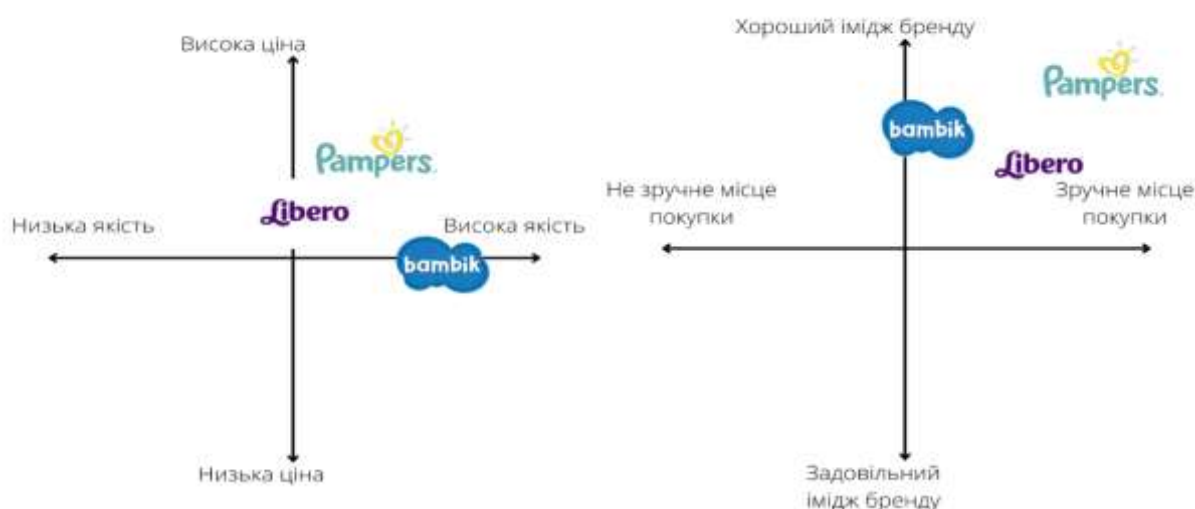 Висока ціна
Pampers.
Libero
Низька якість
Висока якість
bambik
Низька ціна
Хороший імідж бренду
Pampers.
bambik
Libero
Не зручне місце
покупки
Зручне місце
покупки
Задовільний
імідж бренду